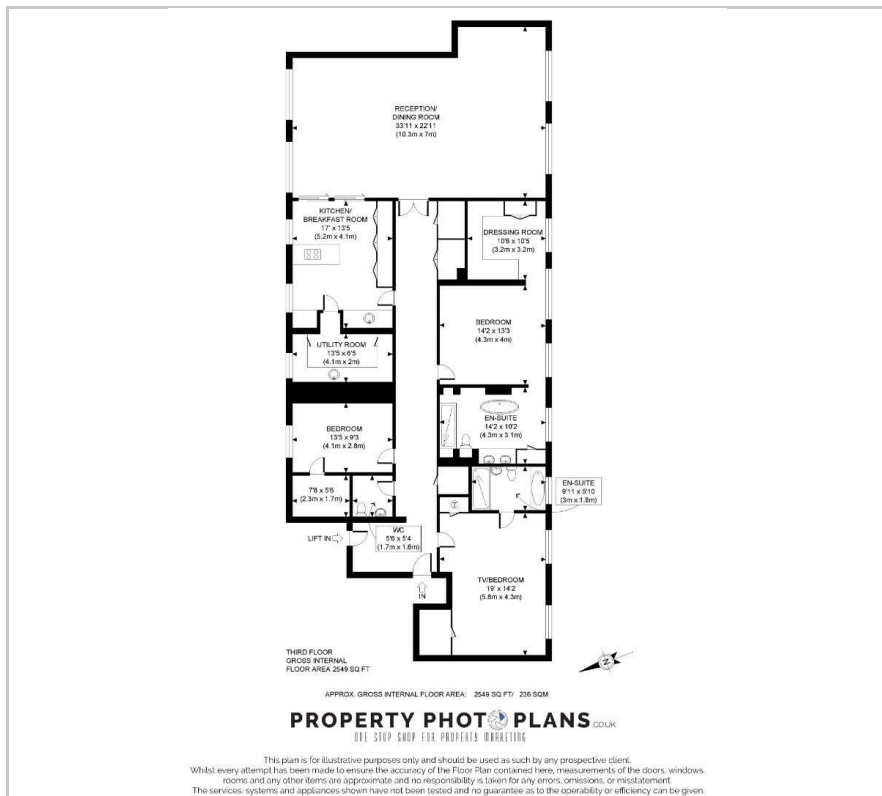 RECEPTION/
DINING ROOM
33'11 x 22'11
(10.3m x 7m)
KITCHEN/
BREAKFAST ROOM
17' x 13'5
(5.2m x 4.1m)
DRESSING ROOM
10'6 x 10'5
(3.2m x 3.2m)
BEDROOM
14'2 x 13'3
(4.3m x 4m)
UTILITY ROOM
13'5 x 6'5
(4.1m x 2m)
EN-SUITE
14'2 x 10'2
(4.3m x 3.1m)
BEDROOM
13'5 x 9'3
(4.1m x 2.8m)
EN-SUITE
9'11 x 5'10
(3m x 1.8m)
7'8 x 5'6
(2.3m x 1.7m)
T
WC
5'6 x 5'4
(1.7m x 1.6m)
LIFT IN
IN
TV/BEDROOM
19' x 14'2
(5.8m x 4.3m)
THIRD FLOOR
GROSS INTERNAL
FLOOR AREA 2549 SQ FT
N
APPROX. GROSS INTERNAL FLOOR AREA: 2549 SQ FT/ 236 SQM
PROPERTY PHOTO PLANS.CO.UK
ONE STOP SHOP FOR PROPERTY MARKETING
This plan is for illustrative purposes only and should be used as such by any prospective client.
Whilst every attempt has been made to ensure the accuracy of the Floor Plan contained here, measurements of the doors, windows,
rooms and any other items are approximate and no responsibility is taken for any errors, omissions, or misstatement.
The services, systems and appliances shown have not been tested and no guarantee as to the operability or efficiency can be given.